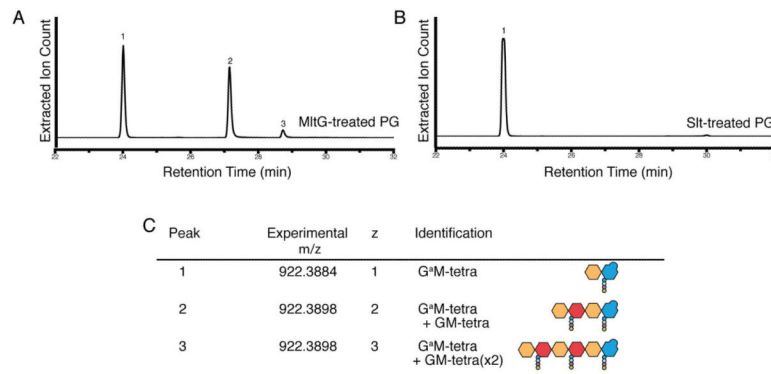 A
Extracted Ion Count
1
2
3
MltG-treated PG
22 24 26 28 30 32
Retention Time (min)
B
Extracted Ion Count
1
Slt-treated PG
22 24 26 28 30
Retention Time (min)
C
Peak Experimental m/z z Identification
1 922.3884 1 GᵃM-tetra
2 922.3898 2 GᵃM-tetra
+ GM-tetra
3 922.3898 3 GᵃM-tetra
+ GM-tetra(x2)